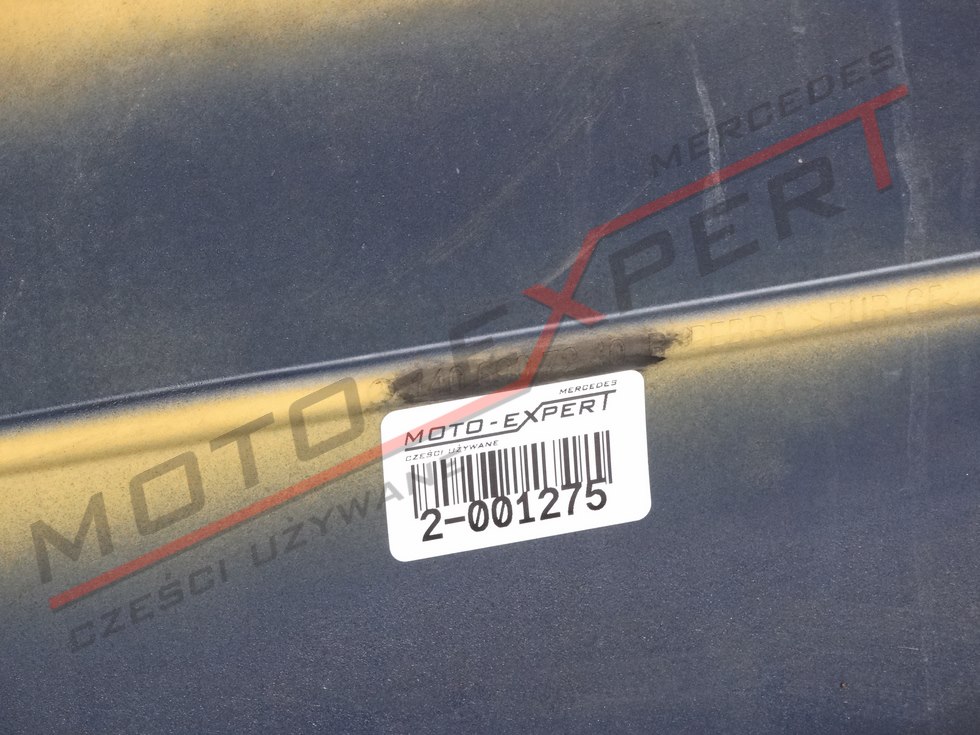 MERCEDES
MOTO-EXPERT
CZĘŚCI UŻYWANE
MERCEDES
MOTO-EXPERT
CZĘŚCI UŻYWANE
2-001275